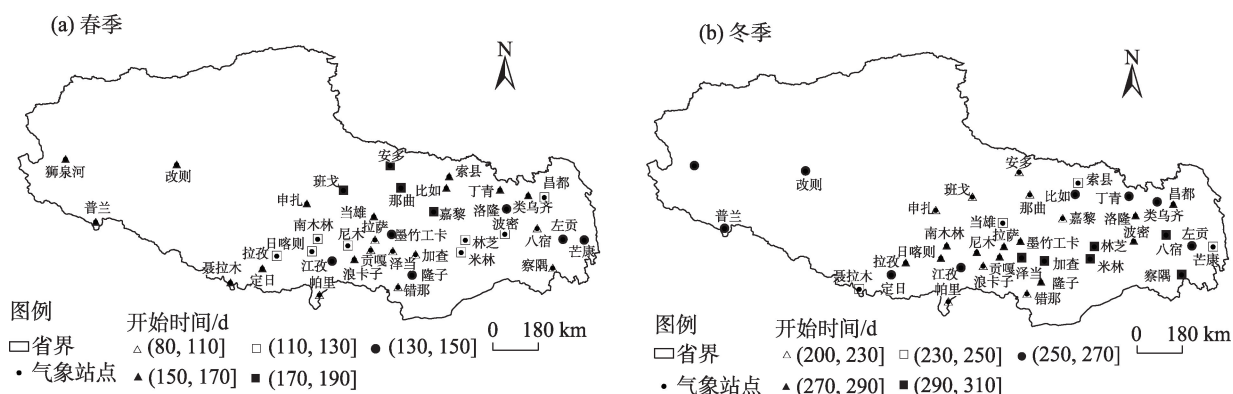 (a) 春季
N
安多
狮泉河
改则
索县
昌都
班戈
那曲
比如
丁青
普兰
申扎
嘉黎
洛隆
类乌齐
当雄
南木林
拉萨
波密
左贡
尼木
墨竹工卡
日喀则
林芝
八宿
芒康
拉孜
聂拉木
贡嘎
加查
米林
定日
江孜
浪卡子
泽当
察隅
帕里
隆子
错那
图例
开始时间/d
0 180 km
省界
(80, 110]
(110, 130]
(130, 150]
气象站点
(150, 170]
(170, 190]
(b) 冬季
N
安多
改则
索县
班戈
比如
丁青
昌都
那曲
普兰
申扎
嘉黎
洛隆
类乌齐
当雄
拉萨
波密
左贡
日喀则
尼木
墨竹工卡
林芝
八宿
芒康
拉孜
聂拉木
贡嘎
加查
米林
定日
江孜
浪卡子
泽当
察隅
帕里
隆子
错那
图例
开始时间/d
0 180 km
省界
(200, 230]
(230, 250]
(250, 270]
气象站点
(270, 290]
(290, 310]